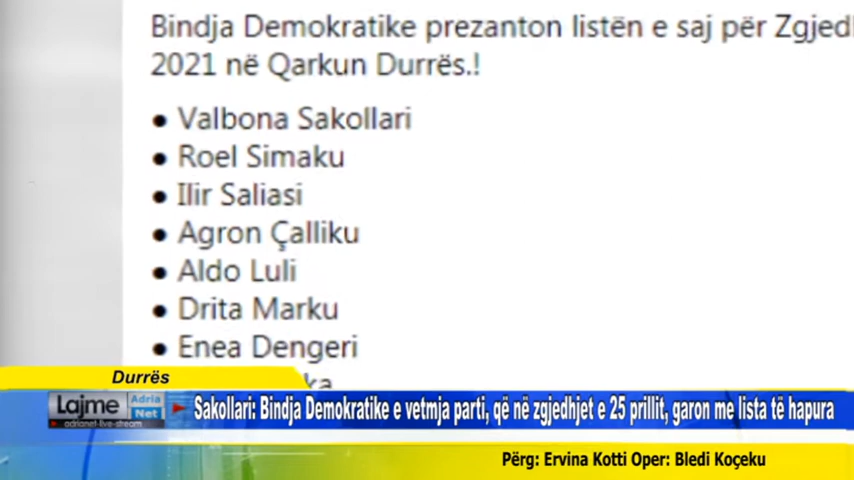 Bindja Demokratike prezanton listën e saj për
2021 në Qarkun Durrës.!
● Valbona Sakollari
● Roel Simaku
● Ilir Saliasi
● Agron Çalliku
● Aldo Luli
● Drita Marku
● Enea Dengeri
Durrës
Lajme Adria Net
adrianet-live-stream
Sakollari: Bindja Demokratike e vetmja parti, që në zgjedhjet e 25 prillit, garon me lista të hapura
Përg: Ervina Kotti Oper: Bledi Koçeku